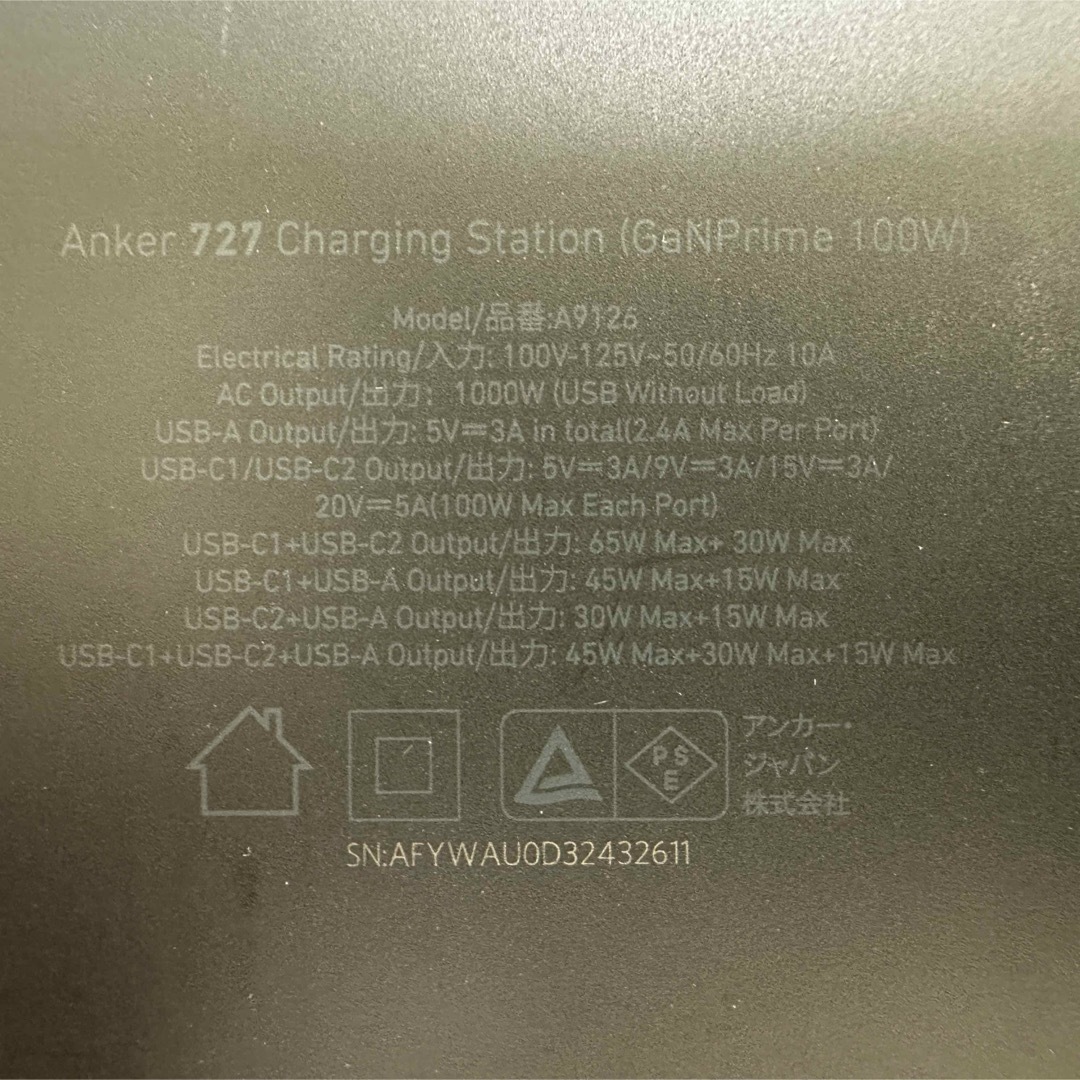 Anker 727 Charging Station (GaNPrime 100W)
Model/品番:A9126
Electrical Rating/入力: 100V-125V~50/60Hz 10A
AC Output/出力: 1000W (USB Without Load)
USB-A Output/出力: 5V⎓3A in total(2.4A Max Per Port)
USB-C1/USB-C2 Output/出力: 5V⎓3A/9V⎓3A/15V⎓3A/
20V⎓5A(100W Max Each Port)
USB-C1+USB-C2 Output/出力: 65W Max+ 30W Max
USB-C1+USB-A Output/出力: 45W Max+15W Max
USB-C2+USB-A Output/出力: 30W Max+15W Max
USB-C1+USB-C2+USB-A Output/出力: 45W Max+30W Max+15W Max
PSE
アンカー・
ジャパン
株式会社
SN:AFYWAU0D32432611